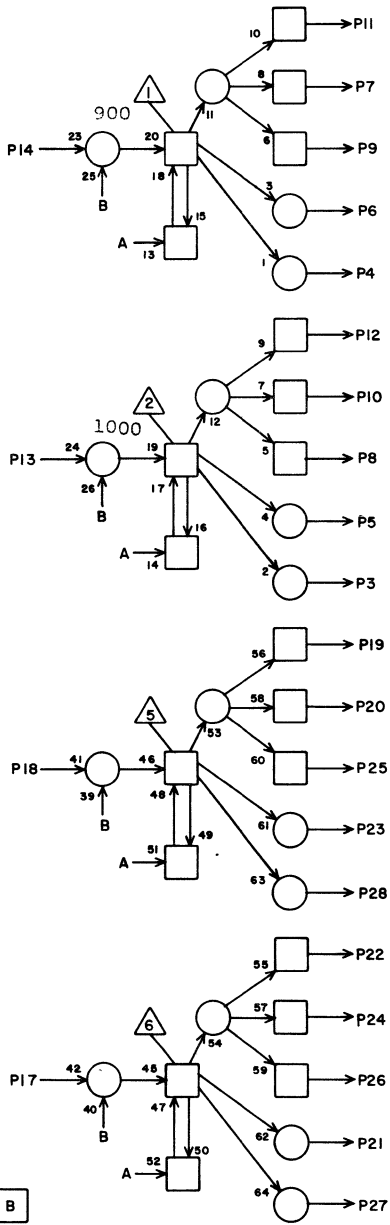 10 P11
1 8 P7
900 11 6 P9
P14 23 20 3 P6
25 18
B 15
A 13 1 P4
9 P12
2 7 P10
1000 12 5 P8
P13 24 19 4 P5
26 17
B 16
A 14 2 P3
56 P19
5 58 P20
53 60 P25
P18 41 46 61 P23
39 48
B 49
A 51 63 P28
55 P22
6 57 P24
54 59 P26
P17 42 48 62 P21
40 47
B 50
A 52 64 P27
B